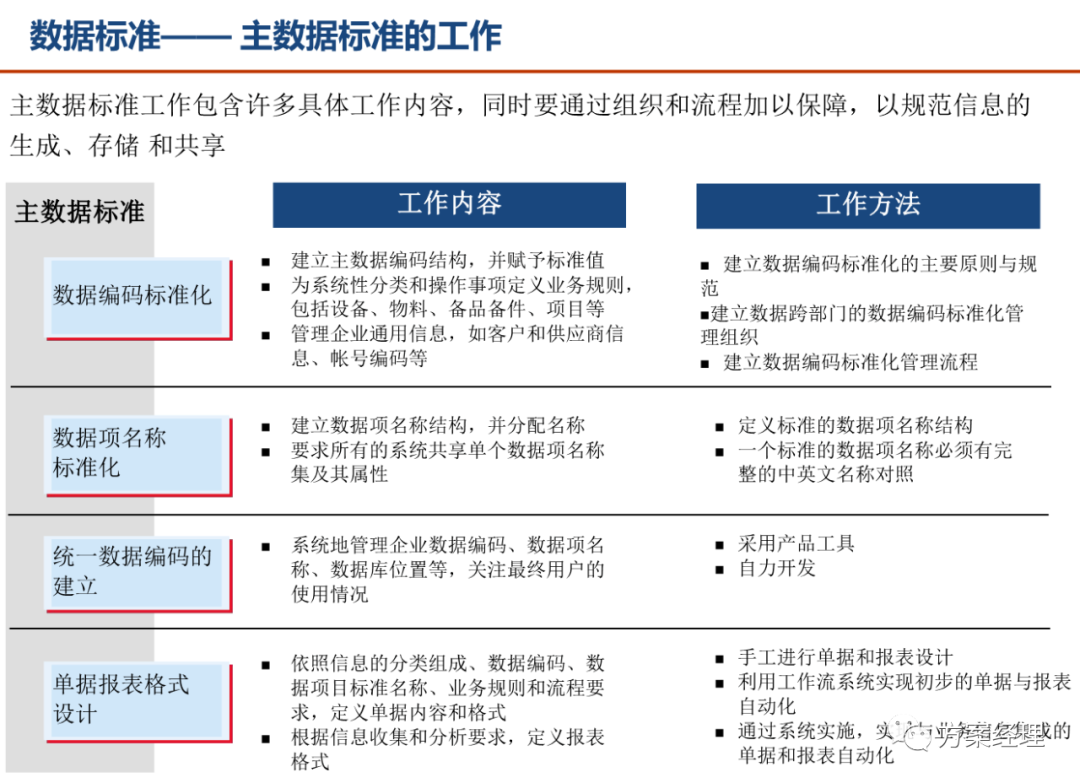 数据标准—— 主数据标准的工作
主数据标准工作包含许多具体工作内容，同时要通过组织和流程加以保障，以规范信息的
生成、存储 和共享
主数据标准
工作内容
工作方法
数据编码标准化
■ 建立主数据编码结构，并赋予标准值
■ 为系统性分类和操作事项定义业务规则，
包括设备、物料、备品备件、项目等
■ 管理企业通用信息，如客户和供应商信
息、帐号编码等
■ 建立数据编码标准化的主要原则与规
范
■建立数据跨部门的数据编码标准化管
理组织
■ 建立数据编码标准化管理流程
数据项名称
标准化
■ 建立数据项名称结构，并分配名称
■ 要求所有的系统共享单个数据项名称
集及其属性
■ 定义标准的数据项名称结构
■ 一个标准的数据项名称必须有完
整的中英文名称对照
统一数据编码的
建立
■ 系统地管理企业数据编码、数据项名
称、数据库位置等，关注最终用户的
使用情况
■ 采用产品工具
■ 自力开发
单据报表格式
设计
■ 依照信息的分类组成、数据编码、数
据项目标准名称、业务规则和流程要
求，定义单据内容和格式
■ 根据信息收集和分析要求，定义报表
格式
■ 手工进行单据和报表设计
■ 利用工作流系统实现初步的单据与报表
自动化
■ 通过系统实施，实集成的
单据和报表自动化
方案经理